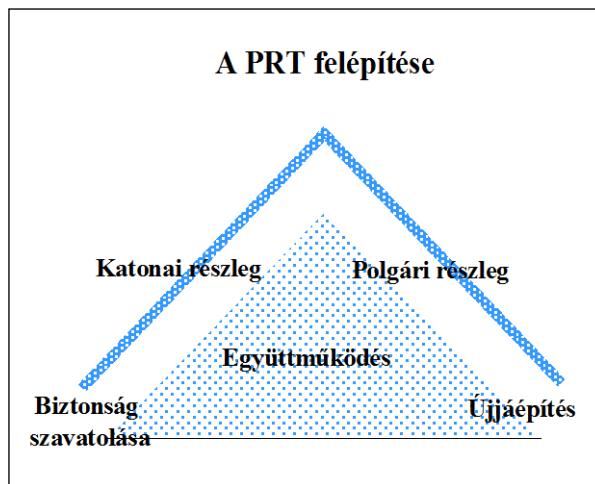 A PRT felépítése
Katonai részleg
Polgári részleg
Együttműködés
Biztonság
szavatolása
Újjáépítés